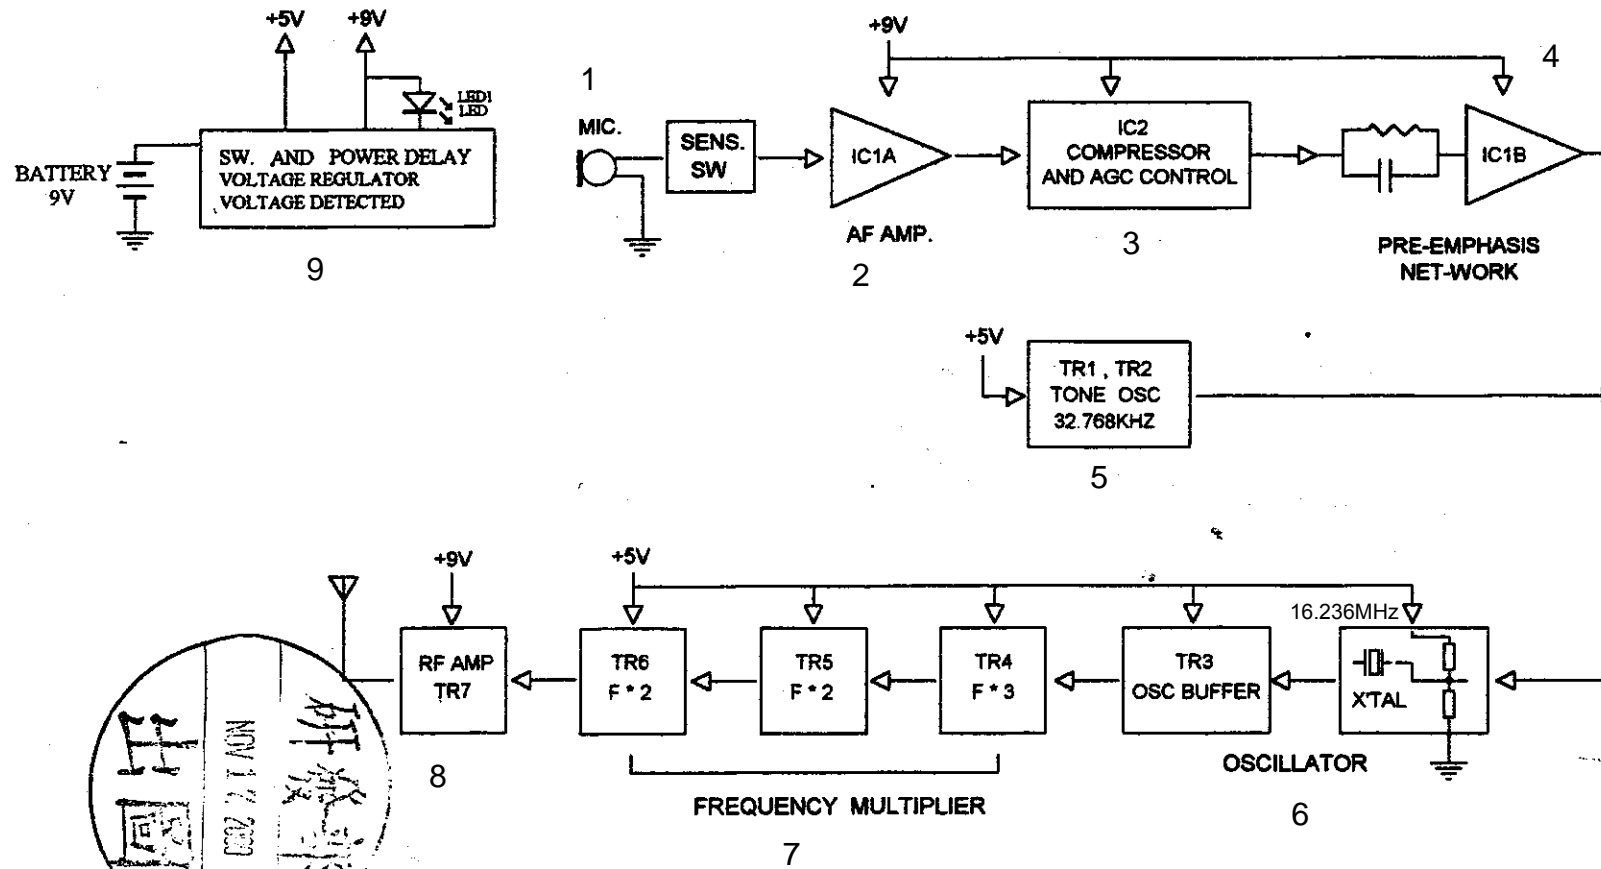 +5V
+9V
LED1
LED
BATTERY
9V
SW. AND POWER DELAY
VOLTAGE REGULATOR
VOLTAGE DETECTED
9
1
MIC.
SENS.
SW
+9V
IC1A
AF AMP.
2
IC2
COMPRESSOR
AND AGC CONTROL
3
4
IC1B
PRE-EMPHASIS
NET-WORK
+5V
TR1 , TR2
TONE OSC
32.768KHZ
5
+9V
RF AMP
TR7
8
+5V
TR6
F * 2
TR5
F * 2
TR4
F * 3
FREQUENCY MULTIPLIER
7
TR3
OSC BUFFER
16.236MHz
X'TAL
OSCILLATOR
6
NOV 1 2000